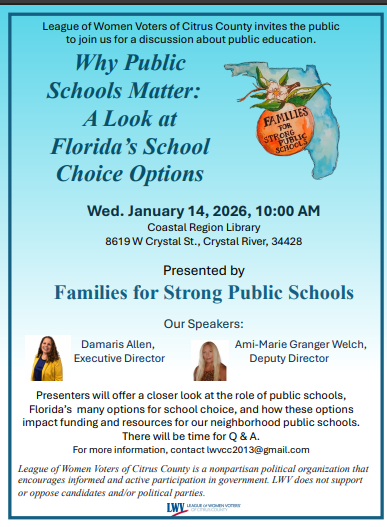 League of Women Voters of Citrus County invites the public
to join us for a discussion about public education.
Why Public
Schools Matter:
A Look at
Florida's School
Choice Options
FAMILIES
FOR
STRONG
PUBLIC
SCHOOLS
Wed. January 14, 2026, 10:00 AM
Coastal Region Library
8619 W Crystal St., Crystal River, 34428
Presented by
Families for Strong Public Schools
Our Speakers:
Damaris Allen,
Executive Director
Ami-Marie Granger Welch,
Deputy Director
Presenters will offer a closer look at the role of public schools,
Florida's many options for school choice, and how these options
impact funding and resources for our neighborhood public schools.
There will be time for Q & A.
For more information, contact lwvcc2013@gmail.com
League of Women Voters of Citrus County is a nonpartisan political organization that
encourages informed and active participation in government. LWV does not support
or oppose candidates and/or political parties.
LWV LEAGUE OF WOMEN VOTERS
OF CITRUS COUNTY